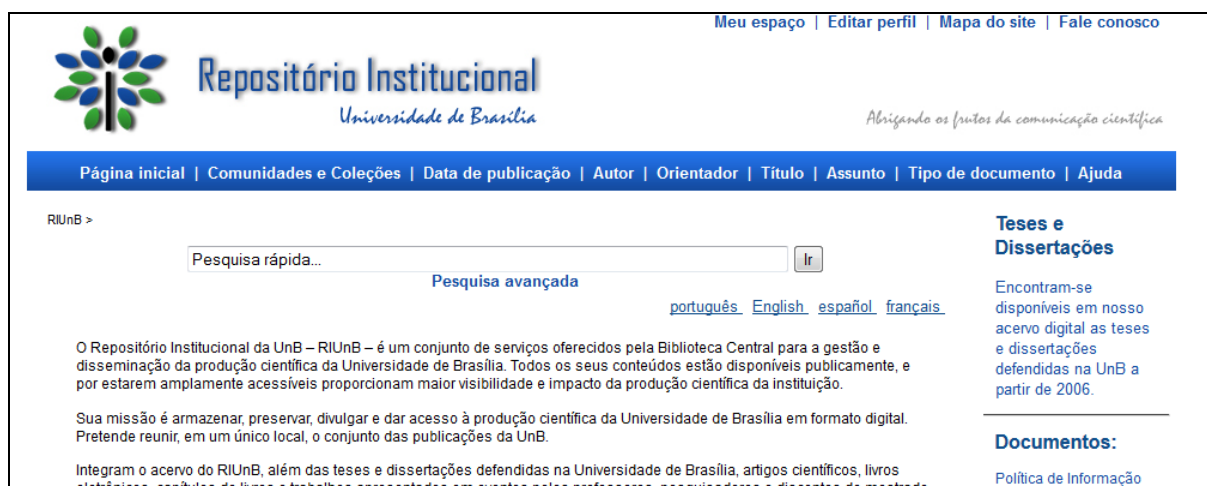 Meu espaço | Editar perfil | Mapa do site | Fale conosco
Repositório Institucional
Universidade de Brasília
Abrigando os frutos da comunicação científica
Página inicial | Comunidades e Coleções | Data de publicação | Autor | Orientador | Título | Assunto | Tipo de documento | Ajuda
RIUnB >
Pesquisa rápida... Ir
Pesquisa avançada
português English español français
O Repositório Institucional da UnB – RIUnB – é um conjunto de serviços oferecidos pela Biblioteca Central para a gestão e
disseminação da produção científica da Universidade de Brasília. Todos os seus conteúdos estão disponíveis publicamente, e
por estarem amplamente acessíveis proporcionam maior visibilidade e impacto da produção científica da instituição.
Sua missão é armazenar, preservar, divulgar e dar acesso à produção científica da Universidade de Brasília em formato digital.
Pretende reunir, em um único local, o conjunto das publicações da UnB.
Integram o acervo do RIUnB, além das teses e dissertações defendidas na Universidade de Brasília, artigos científicos, livros
Teses e
Dissertações
Encontram-se
disponíveis em nosso
acervo digital as teses
e dissertações
defendidas na UnB a
partir de 2006.
Documentos:
Política de Informação